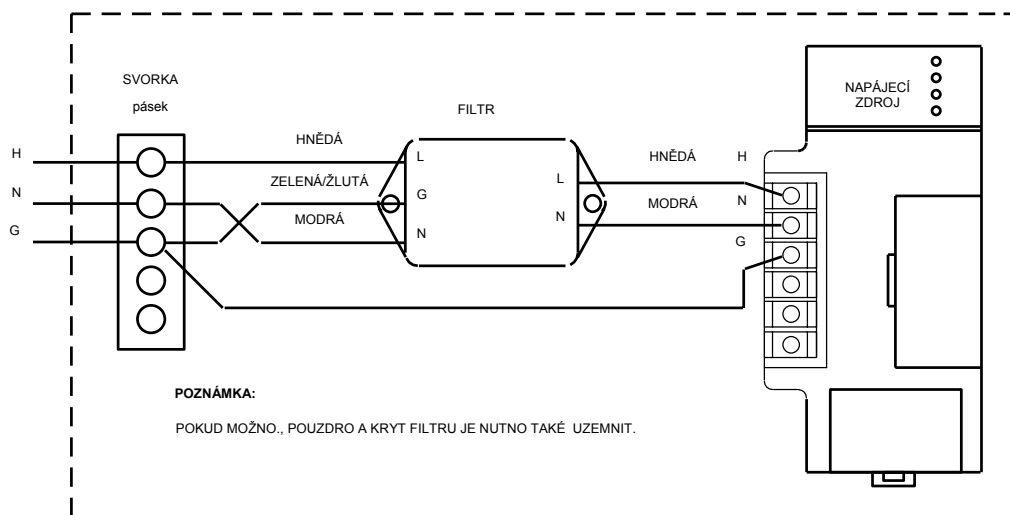 SVORKA
pásek
FILTR
NAPÁJECÍ
ZDROJ
H
HNĚDÁ
L
HNĚDÁ
H
N
ZELENÁ/ŽLUTÁ
G
L
MODRÁ
N
G
MODRÁ
N
N
G
POZNÁMKA:
POKUD MOŽNO., POUZDRO A KRYT FILTRU JE NUTNO TAKÉ UZEMNIT.